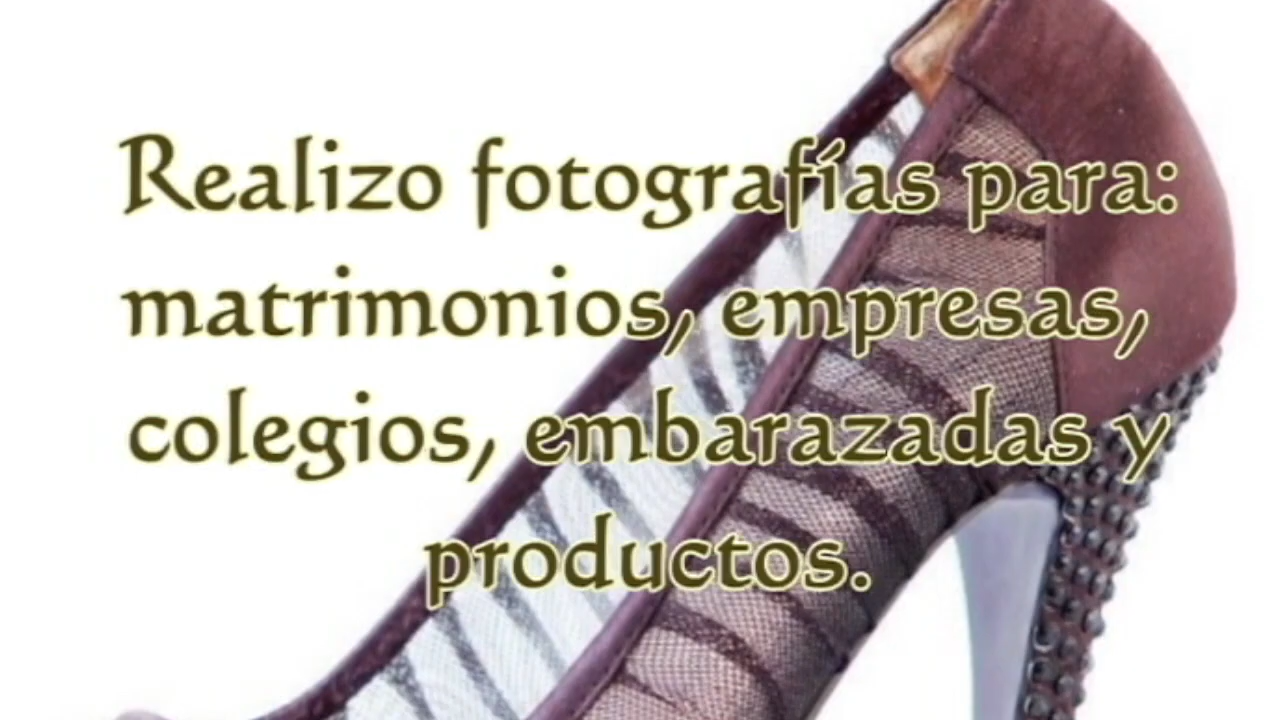 Realizo fotografías para:
matrimonios, empresas,
colegios, embarazadas y
productos.